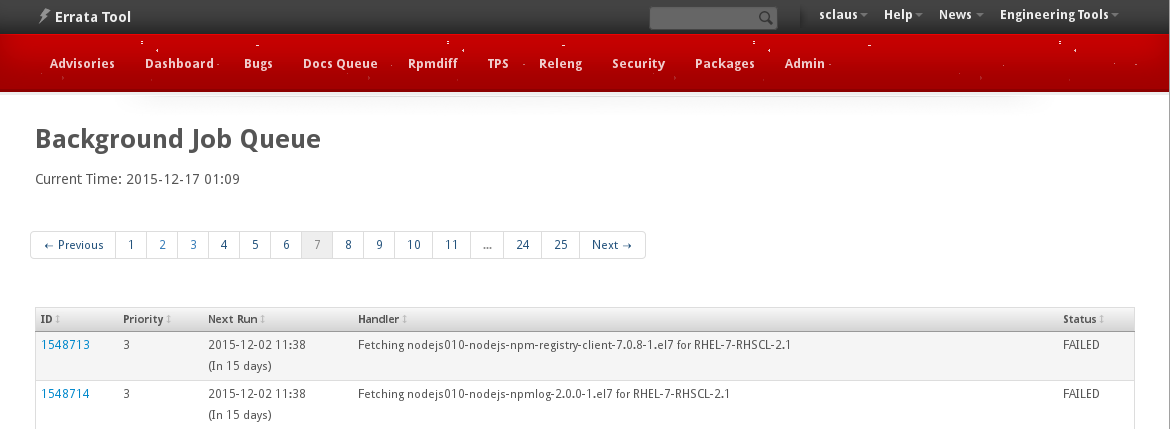 Errata Tool sclaus Help News Engineering Tools
Advisories Dashboard Bugs Docs Queue Rpmdiff TPS Releng Security Packages Admin
Background Job Queue
Current Time: 2015-12-17 01:09
← Previous 1 2 3 4 5 6 7 8 9 10 11 ... 24 25 Next →
ID Priority Next Run Handler Status
1548713 3 2015-12-02 11:38 Fetching nodejs010-nodejs-npm-registry-client-7.0.8-1.el7 for RHEL-7-RHSCL-2.1 FAILED
(In 15 days)
1548714 3 2015-12-02 11:38 Fetching nodejs010-nodejs-npmlog-2.0.0-1.el7 for RHEL-7-RHSCL-2.1 FAILED
(In 15 days)